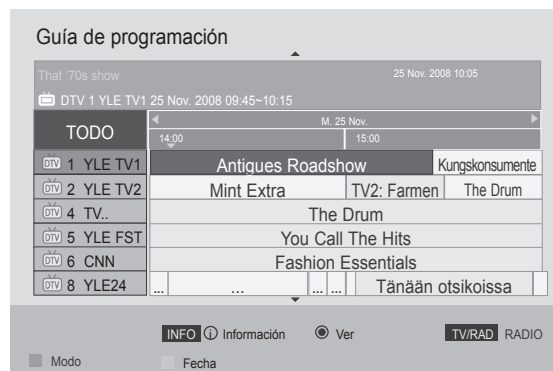 Guía de programación
That '70s show 25 Nov. 2008 10:05
DTV 1 YLE TV1 25 Nov. 2008 09:45~10:15
TODO
M. 25 Nov.
14:00 15:00
DTV 1 YLE TV1 Antigues Roadshow Kungskonsumente
DTV 2 YLE TV2 Mint Extra TV2: Farmen The Drum
DTV 4 TV.. The Drum
DTV 5 YLE FST You Call The Hits
DTV 6 CNN Fashion Essentials
DTV 8 YLE24 ... ... ... ... Tänään otsikoissa
INFO i Información Ver TV/RAD RADIO
Modo Fecha